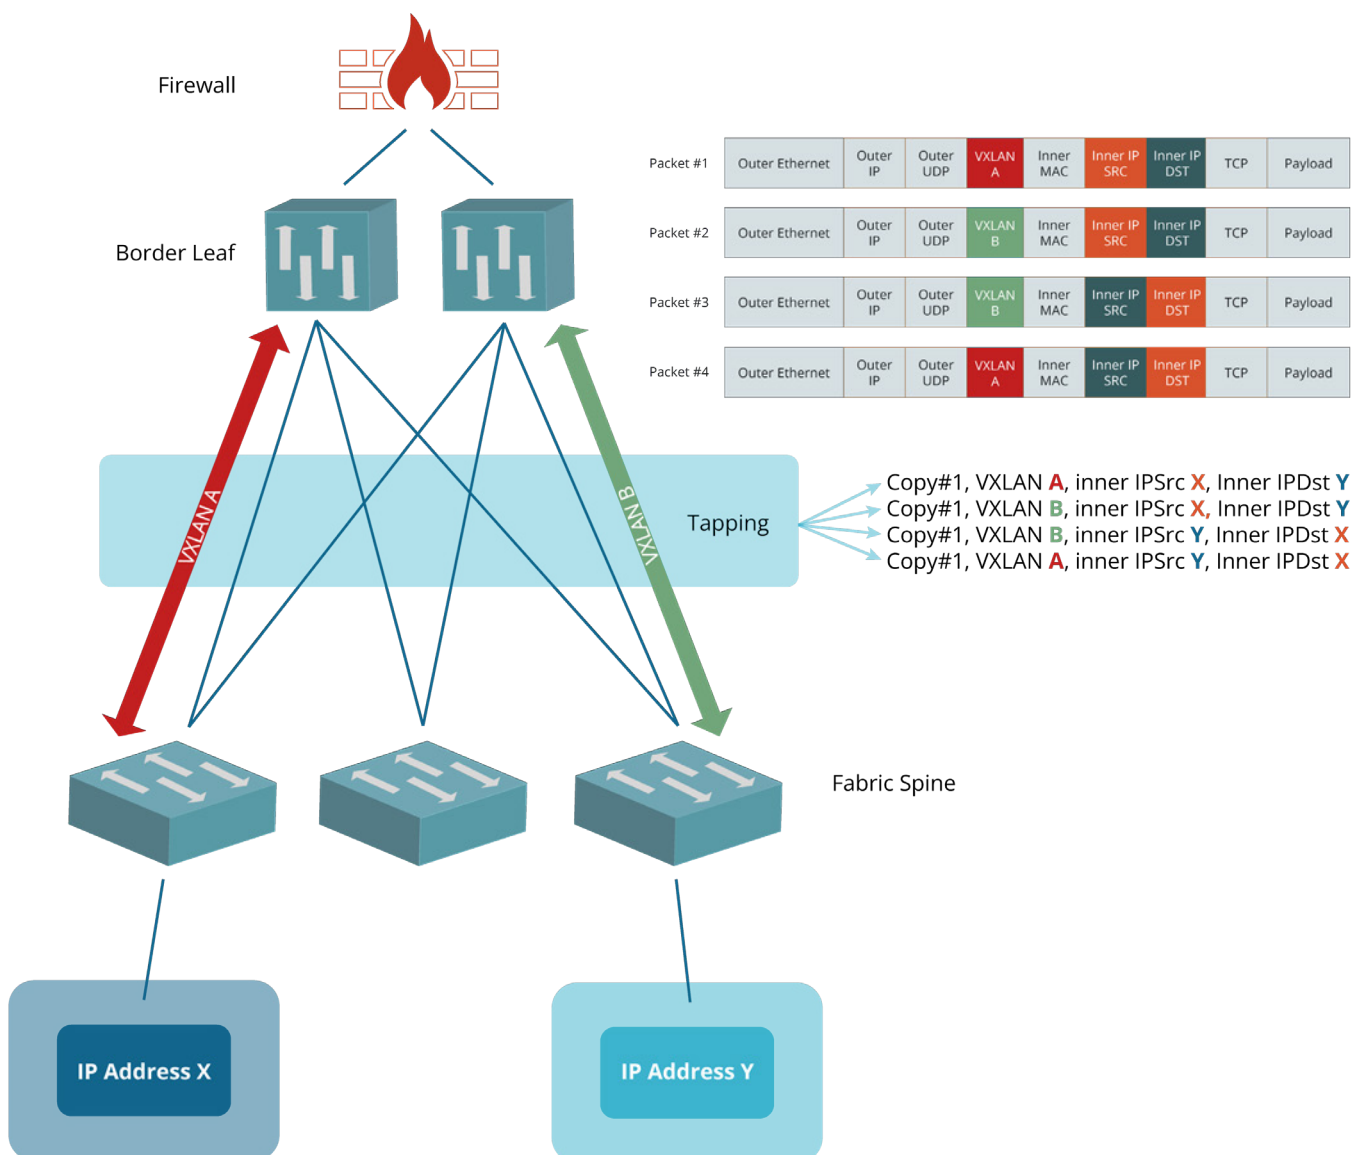 Firewall
Packet #1
Outer Ethernet
Outer
IP
Outer
UDP
VXLAN
A
Inner
MAC
Inner IP
SRC
Inner IP
DST
TCP
Payload
Packet #2
Outer Ethernet
Outer
IP
Outer
UDP
VXLAN
B
Inner
MAC
Inner IP
SRC
Inner IP
DST
TCP
Payload
Border Leaf
Packet #3
Outer Ethernet
Outer
IP
Outer
UDP
VXLAN
B
Inner
MAC
Inner IP
SRC
Inner IP
DST
TCP
Payload
Packet #4
Outer Ethernet
Outer
IP
Outer
UDP
VXLAN
A
Inner
MAC
Inner IP
SRC
Inner IP
DST
TCP
Payload
VXLAN A
VXLAN B
Tapping
Copy#1, VXLAN A, inner IPSrc X, Inner IPDst Y
Copy#1, VXLAN B, inner IPSrc X, Inner IPDst Y
Copy#1, VXLAN B, inner IPSrc Y, Inner IPDst X
Copy#1, VXLAN A, inner IPSrc Y, Inner IPDst X
Fabric Spine
IP Address X
IP Address Y